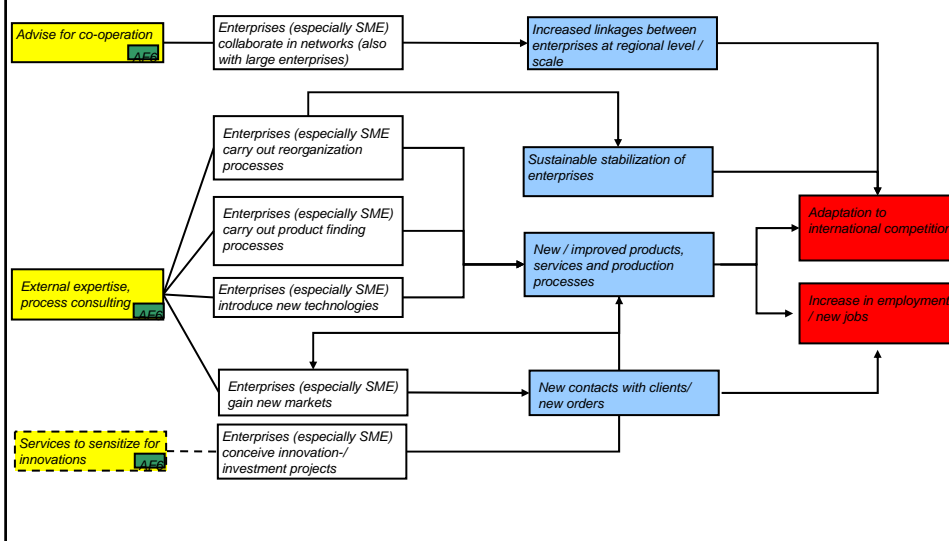 Advise for co-operation
AF6
Enterprises (especially SME)
collaborate in networks (also
with large enterprises)
Increased linkages between
enterprises at regional level /
scale
Enterprises (especially SME
carry out reorganization
processes
Sustainable stabilization of
enterprises
Enterprises (especially SME)
carry out product finding
processes
Adaptation to
international competition
External expertise,
process consulting
AF6
New / improved products,
services and production
processes
Enterprises (especially SME)
introduce new technologies
Increase in employment
/ new jobs
Enterprises (especially SME)
gain new markets
New contacts with clients/
new orders
Services to sensitize for
innovations
AF6
Enterprises (especially SME)
conceive innovation-/
investment projects